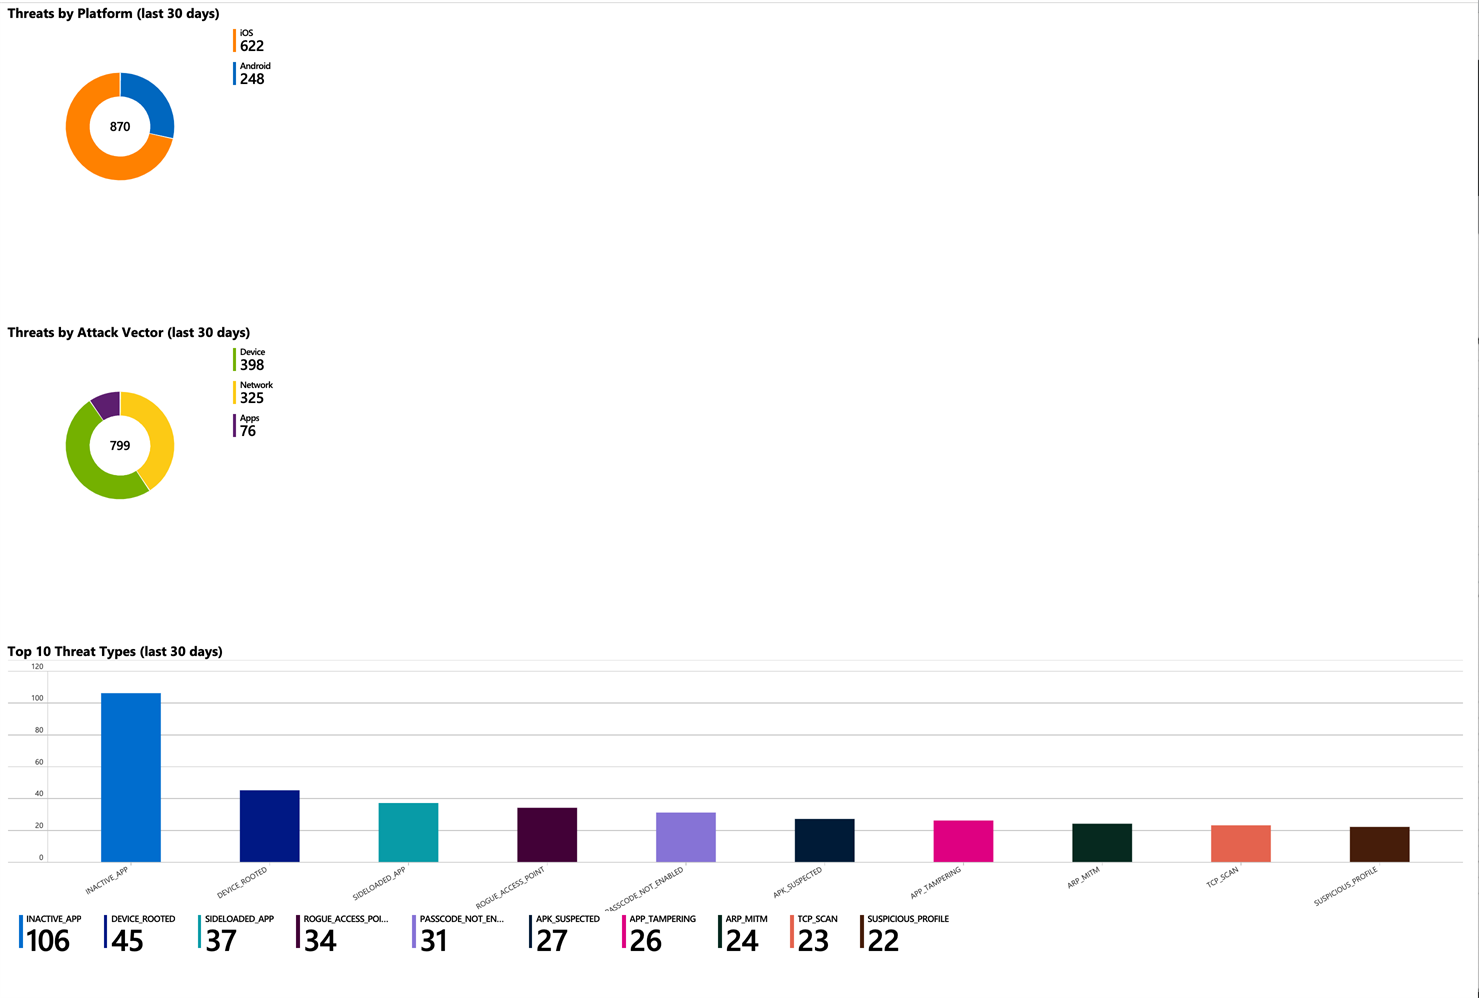 Threats by Platform (last 30 days)
iOS
622
Android
248
870
Threats by Attack Vector (last 30 days)
Device
398
Network
325
Apps
76
799
Top 10 Threat Types (last 30 days)
120
100
80
60
40
20
0
INACTIVE_APP
DEVICE_ROOTED
SIDELOADED_APP
ROGUE_ACCESS_POINT
PASSCODE_NOT_ENABLED
APK_SUSPECTED
APP_TAMPERING
ARP_MITM
TCP_SCAN
SUSPICIOUS_PROFILE
INACTIVE_APP
106
DEVICE_ROOTED
45
SIDELOADED_APP
37
ROGUE_ACCESS_POI...
34
PASSCODE_NOT_EN...
31
APK_SUSPECTED
27
APP_TAMPERING
26
ARP_MITM
24
TCP_SCAN
23
SUSPICIOUS_PROFILE
22